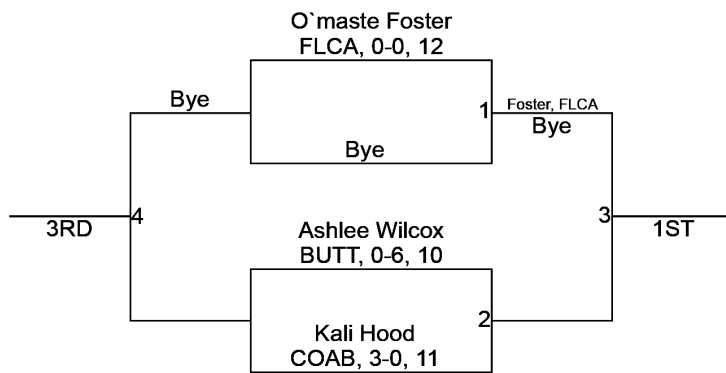 O`maste Foster
FLCA, 0-0, 12
Bye
1
Foster, FLCA
Bye
Bye
3RD
4
3
1ST
Ashlee Wilcox
BUTT, 0-6, 10
2
Kali Hood
COAB, 3-0, 11